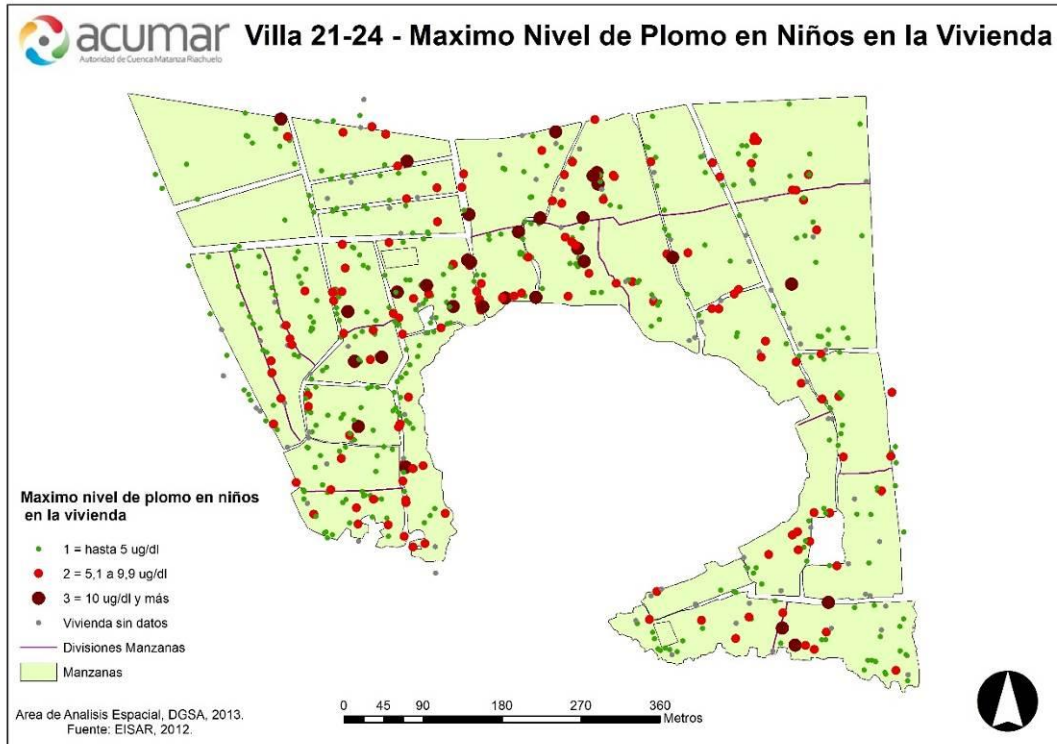 acumar
Autoridad de Cuenca Matanza Riachuelo
Villa 21-24 - Maximo Nivel de Plomo en Niños en la Vivienda
Maximo nivel de plomo en niños
en la vivienda
1 = hasta 5 ug/dl
2 = 5,1 a 9,9 ug/dl
3 = 10 ug/dl y más
Vivienda sin datos
Divisiones Manzanas
Manzanas
Area de Analisis Espacial, DGSA, 2013.
Fuente: EISAR, 2012.
0 45 90 180 270 360
Metros